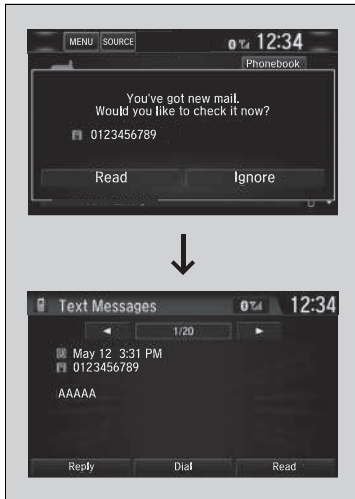 MENU SOURCE 12:34
Phonebook
You've got new mail.
Would you like to check it now?
0123456789
Read Ignore
Text Messages 12:34
1/20
May 12 3:31 PM
0123456789
AAAAA
Reply Dial Read